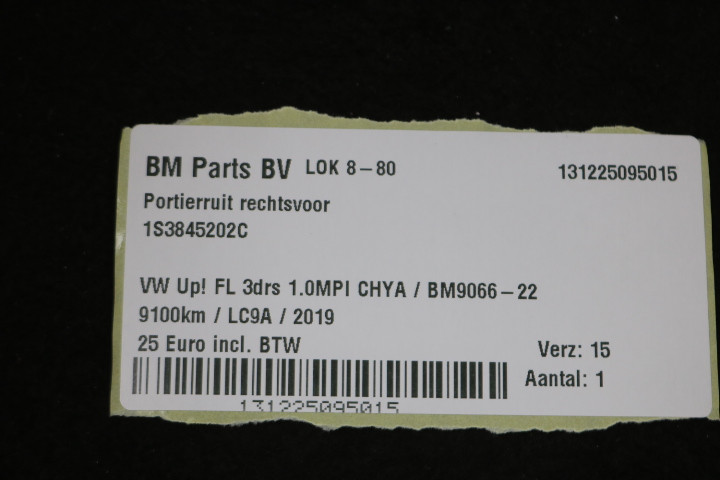 BM Parts BV LOK 8-80 131225095015
Portierruit rechtsvoor
1S3845202C
VW Up! FL 3drs 1.0MPI CHYA / BM9066-22
9100km / LC9A / 2019
25 Euro incl. BTW
Verz: 15
Aantal: 1
131225095015